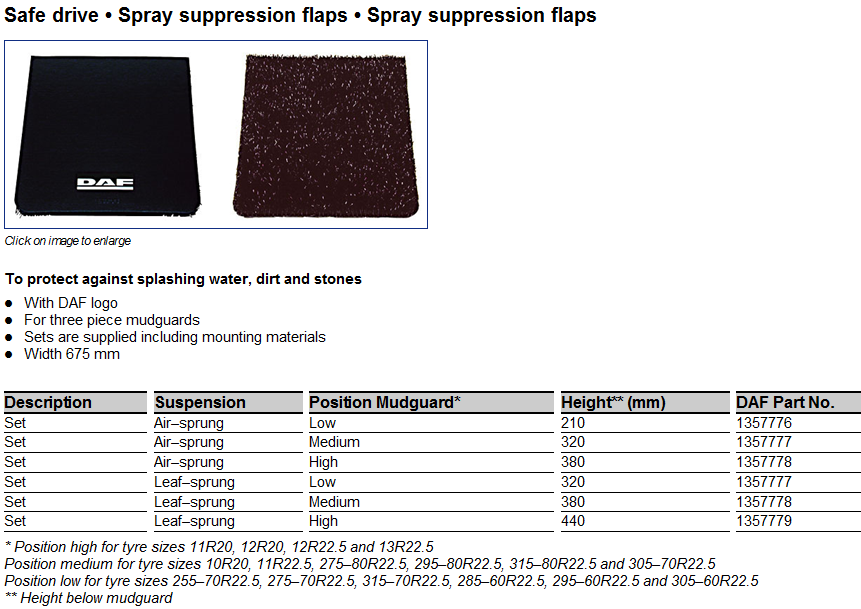 Safe drive • Spray suppression flaps • Spray suppression flaps
DAF
Click on image to enlarge
To protect against splashing water, dirt and stones
● With DAF logo
● For three piece mudguards
● Sets are supplied including mounting materials
● Width 675 mm
Description Suspension Position Mudguard* Height** (mm) DAF Part No.
Set Air–sprung Low 210 1357776
Set Air–sprung Medium 320 1357777
Set Air–sprung High 380 1357778
Set Leaf–sprung Low 320 1357777
Set Leaf–sprung Medium 380 1357778
Set Leaf–sprung High 440 1357779
* Position high for tyre sizes 11R20, 12R20, 12R22.5 and 13R22.5
Position medium for tyre sizes 10R20, 11R22.5, 275–80R22.5, 295–80R22.5, 315–80R22.5 and 305–70R22.5
Position low for tyre sizes 255–70R22.5, 275–70R22.5, 315–70R22.5, 285–60R22.5, 295–60R22.5 and 305–60R22.5
** Height below mudguard